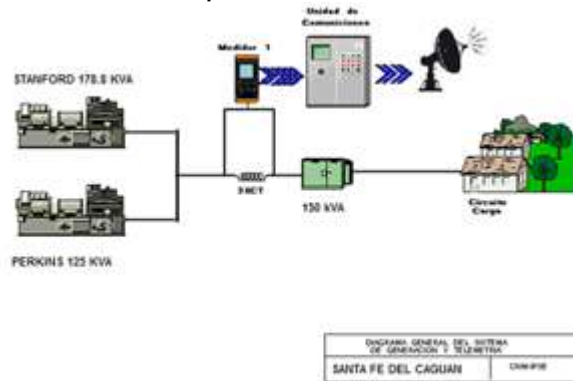 Unidad de
Comunicaciones
Medidor 1
STANFORD 178.8 KVA
PERKINS 125 KVA
150 kVA
Circuito
Carga
DIAGRAMA GENERAL DEL SISTEMA
DE GENERACION Y TELEMETRIA
SANTA FE DEL CAGUAN